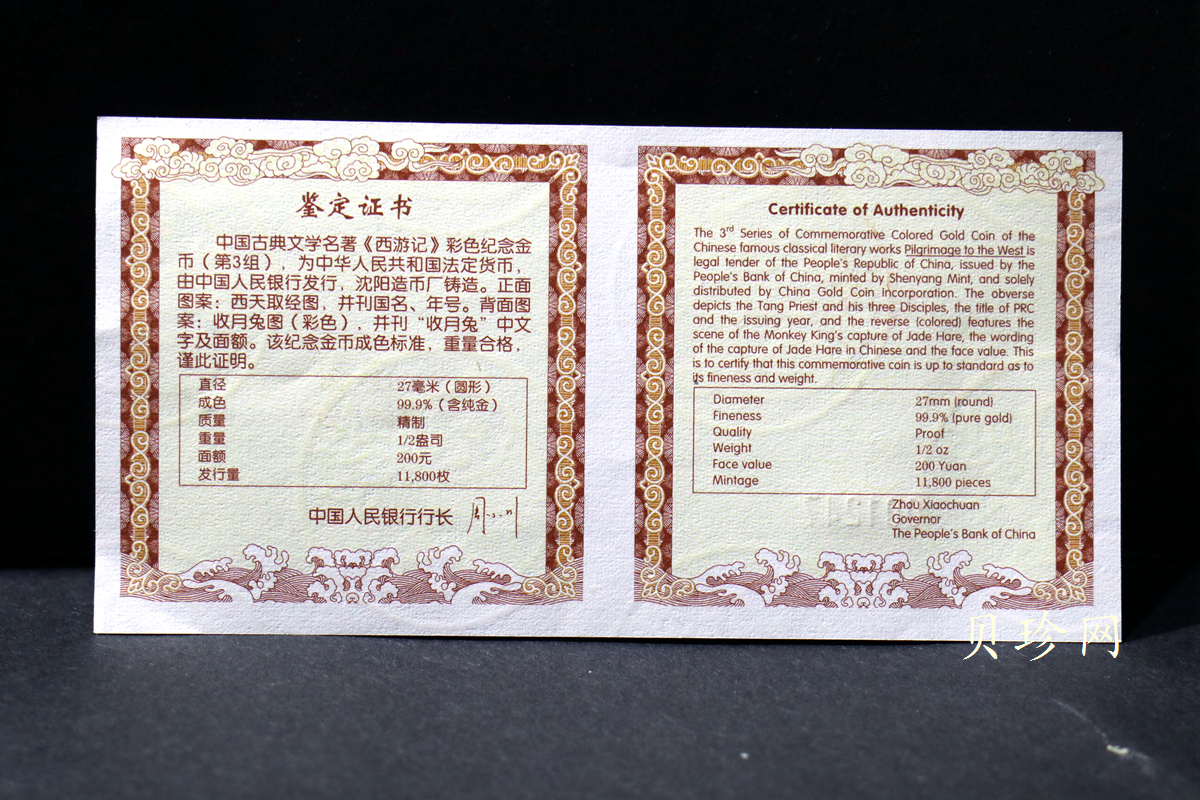 鉴定证书
中国古典文学名著《西游记》彩色纪念金
币（第3组），为中华人民共和国法定货币，
由中国人民银行发行，沈阳造币厂铸造。正面
图案：西天取经图，并刊国名、年号。背面图
案：收月兔图（彩色），并刊“收月兔”中文
字及面额。该纪念金币成色标准，重量合格，
谨此证明。
直径 27毫米（圆形）
成色 99.9%（含纯金）
质量 精制
重量 1/2盎司
面额 200元
发行量 11,800枚
中国人民银行行长
Certificate of Authenticity
The 3rd Series of Commemorative Colored Gold Coin of the
Chinese famous classical literary works Pilgrimage to the West is
legal tender of the People's Republic of China, issued by the
People's Bank of China, minted by Shenyang Mint, and solely
distributed by China Gold Coin Incorporation. The obverse
depicts the Tang Priest and his three Disciples, the title of PRC
and the issuing year, and the reverse (colored) features the
scene of the Monkey King's capture of Jade Hare, the wording
of the capture of Jade Hare in Chinese and the face value. This
is to certify that this commemorative coin is up to standard as to
its fineness and weight.
Diameter 27mm (round)
Fineness 99.9% (pure gold)
Quality Proof
Weight 1/2 oz
Face value 200 Yuan
Mintage 11,800 pieces
Zhou Xiaochuan
Governor
The People's Bank of China
贝珍网